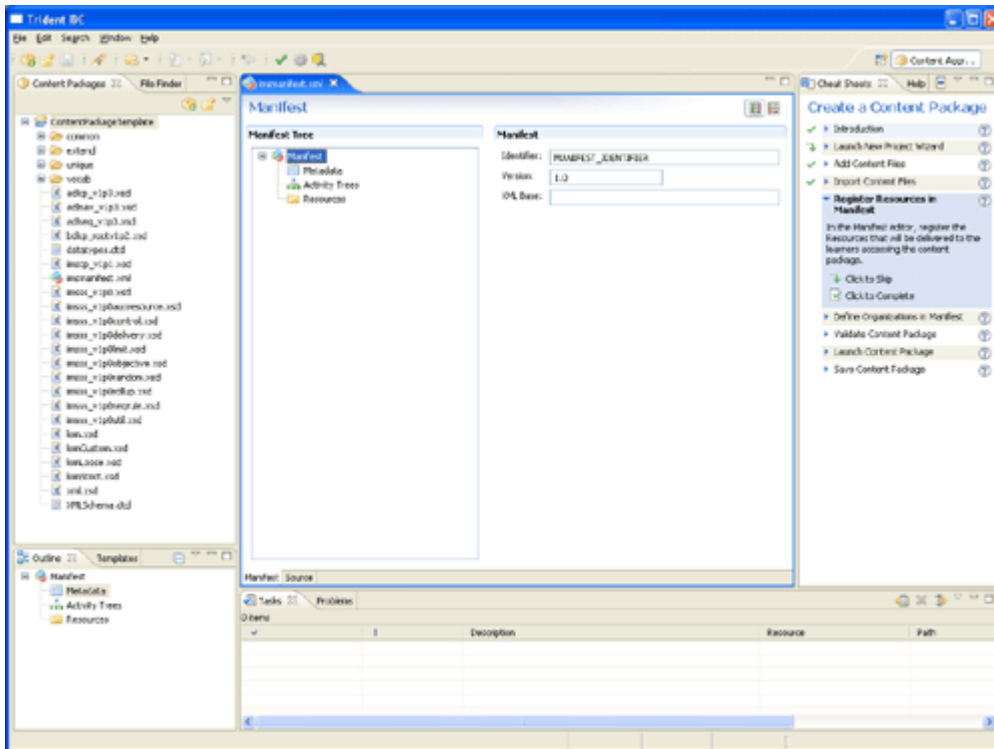 Trident IDE
File Edit Search Window Help
Content App...
Content Packages
File Finder
ContentPackagetemplate
common
extend
unique
vocab
adlcp_v1p3.xsd
adlnav_v1p3.xsd
adlseq_v1p3.xsd
datatypes.dtd
imscp_v1p1.xsd
imsmanifest.xml
imsss_v1p0.xsd
imsss_v1p0auxresource.xsd
imsss_v1p0control.xsd
imsss_v1p0delivery.xsd
imsss_v1p0limit.xsd
imsss_v1p0objective.xsd
imsss_v1p0random.xsd
imsss_v1p0rollup.xsd
imsss_v1p0seqrule.xsd
imsss_v1p0util.xsd
lom.xsd
lomCustom.xsd
lomLoose.xsd
lomStrict.xsd
xml.xsd
XMLSchema.dtd
Outline
Templates
Manifest
Metadata
Activity Trees
Resources
imsmanifest.xml
Manifest
Manifest Tree
Manifest
Metadata
Activity Trees
Resources
Manifest
Identifier: MANIFEST_IDENTIFIER
Version: 1.0
XML Base:
Manifest Source
Tasks
Problems
0 items
Description
Resource
Path
Cheat Sheets
Help
Create a Content Package
Introduction
Launch New Project Wizard
Add Content Files
Import Content Files
Register Resources in
Manifest
In the Manifest editor, register the
Resources that will be delivered to the
learners accessing the content
package.
Click to Skip
Click to Complete
Define Organizations in Manifest
Validate Content Package
Launch Content Package
Save Content Package